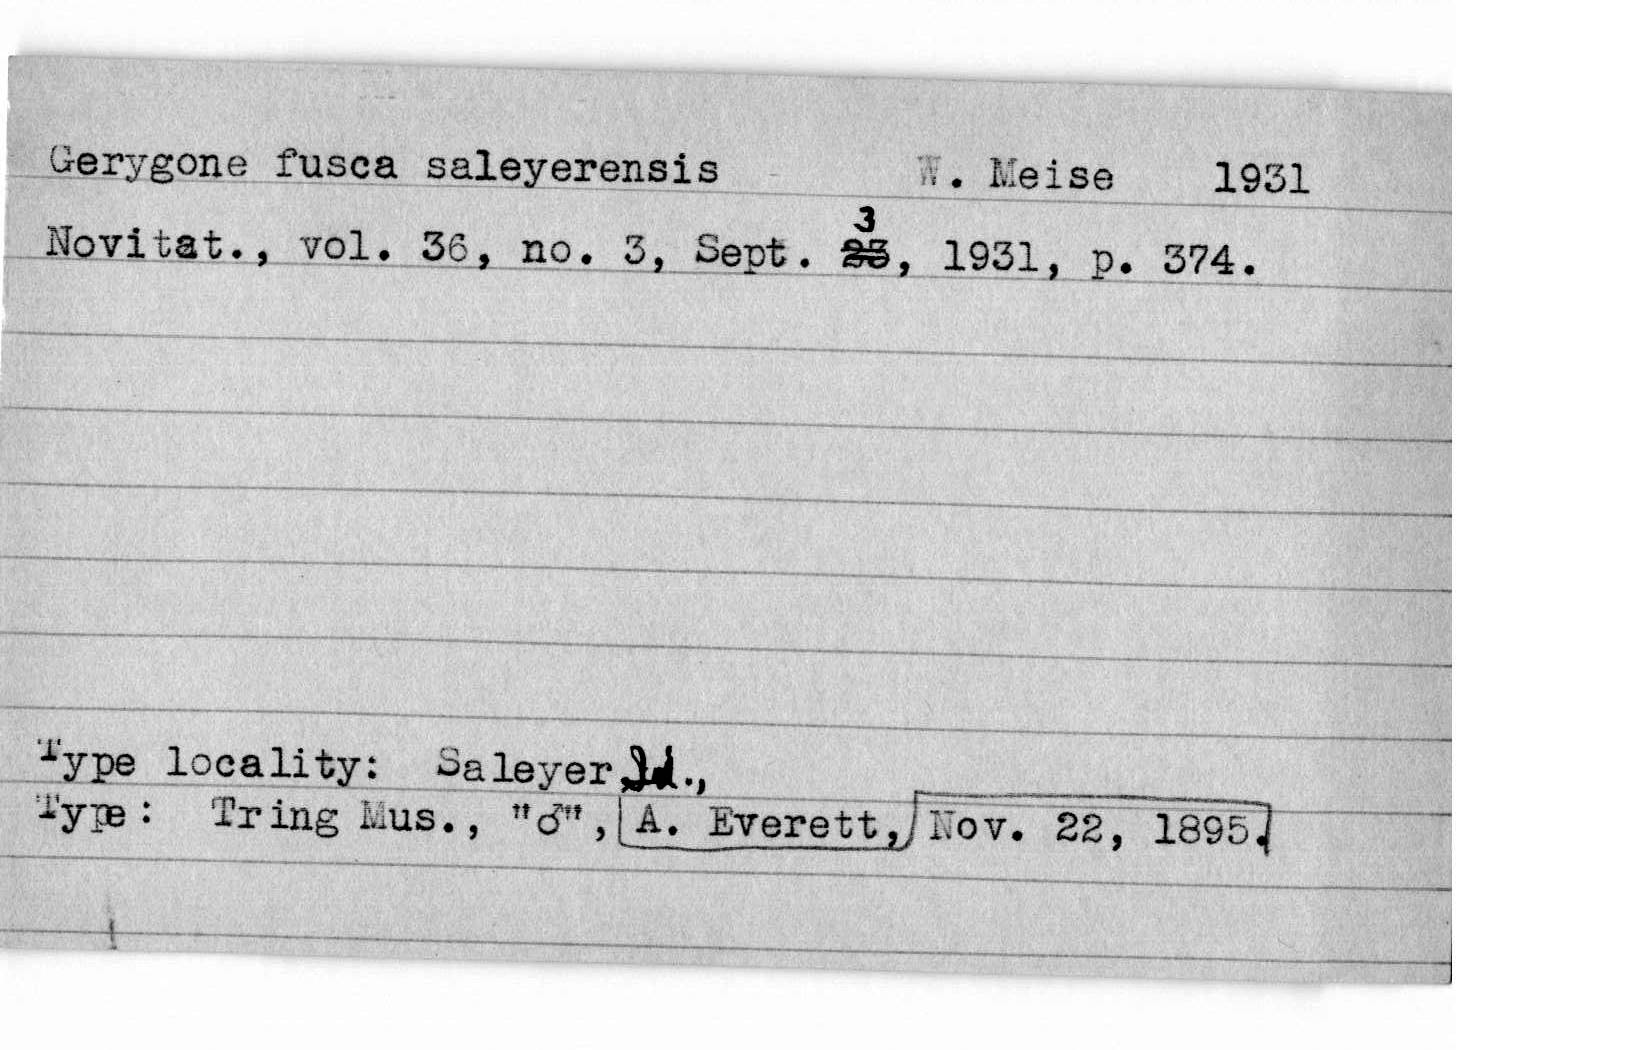 Gerygone fusca saleyerensis W. Meise 1931
3
Novitat., vol. 36, no. 3, Sept. 23, 1931, p. 374.
Type locality: Saleyer Id.,
Type: Tring Mus., "♂", A. Everett, Nov. 22, 1895.